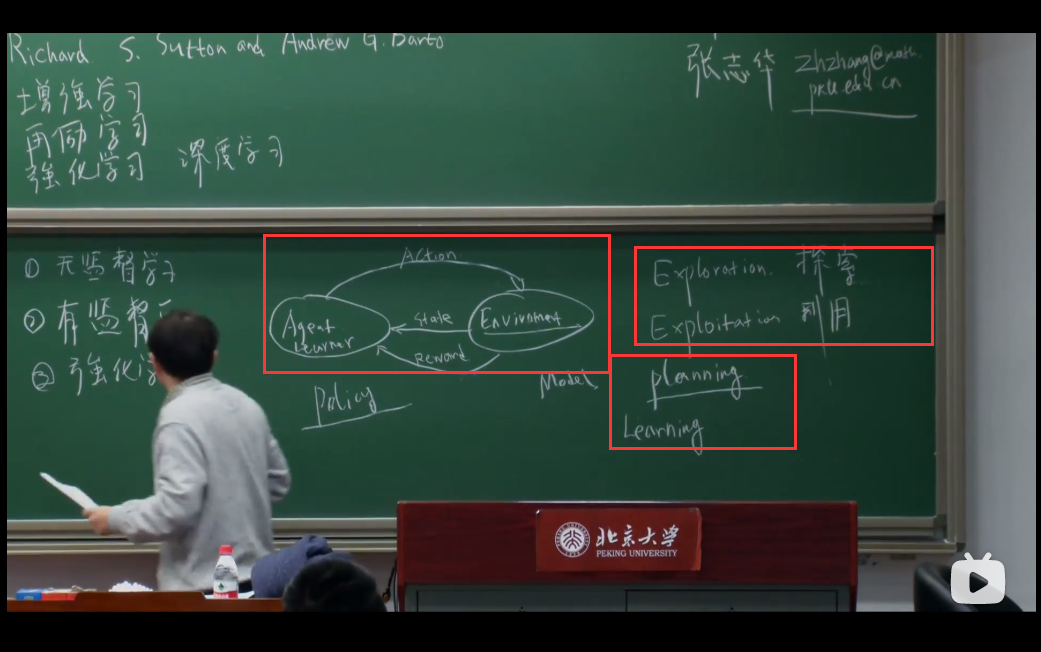 Richard S. Sutton and Andrew G. Barto
张志华
zhzhang@math.
pku.edu.cn
增强学习
再励学习
强化学习
深度学习
① 无监督学习
② 有监督
③ 强化学
Action
Agent
Learner
State
Enviroment
Reward
Policy
Model
Exploration. 探索
Exploitation 利用
planning
Learning
北京大学
PEKING UNIVERSITY